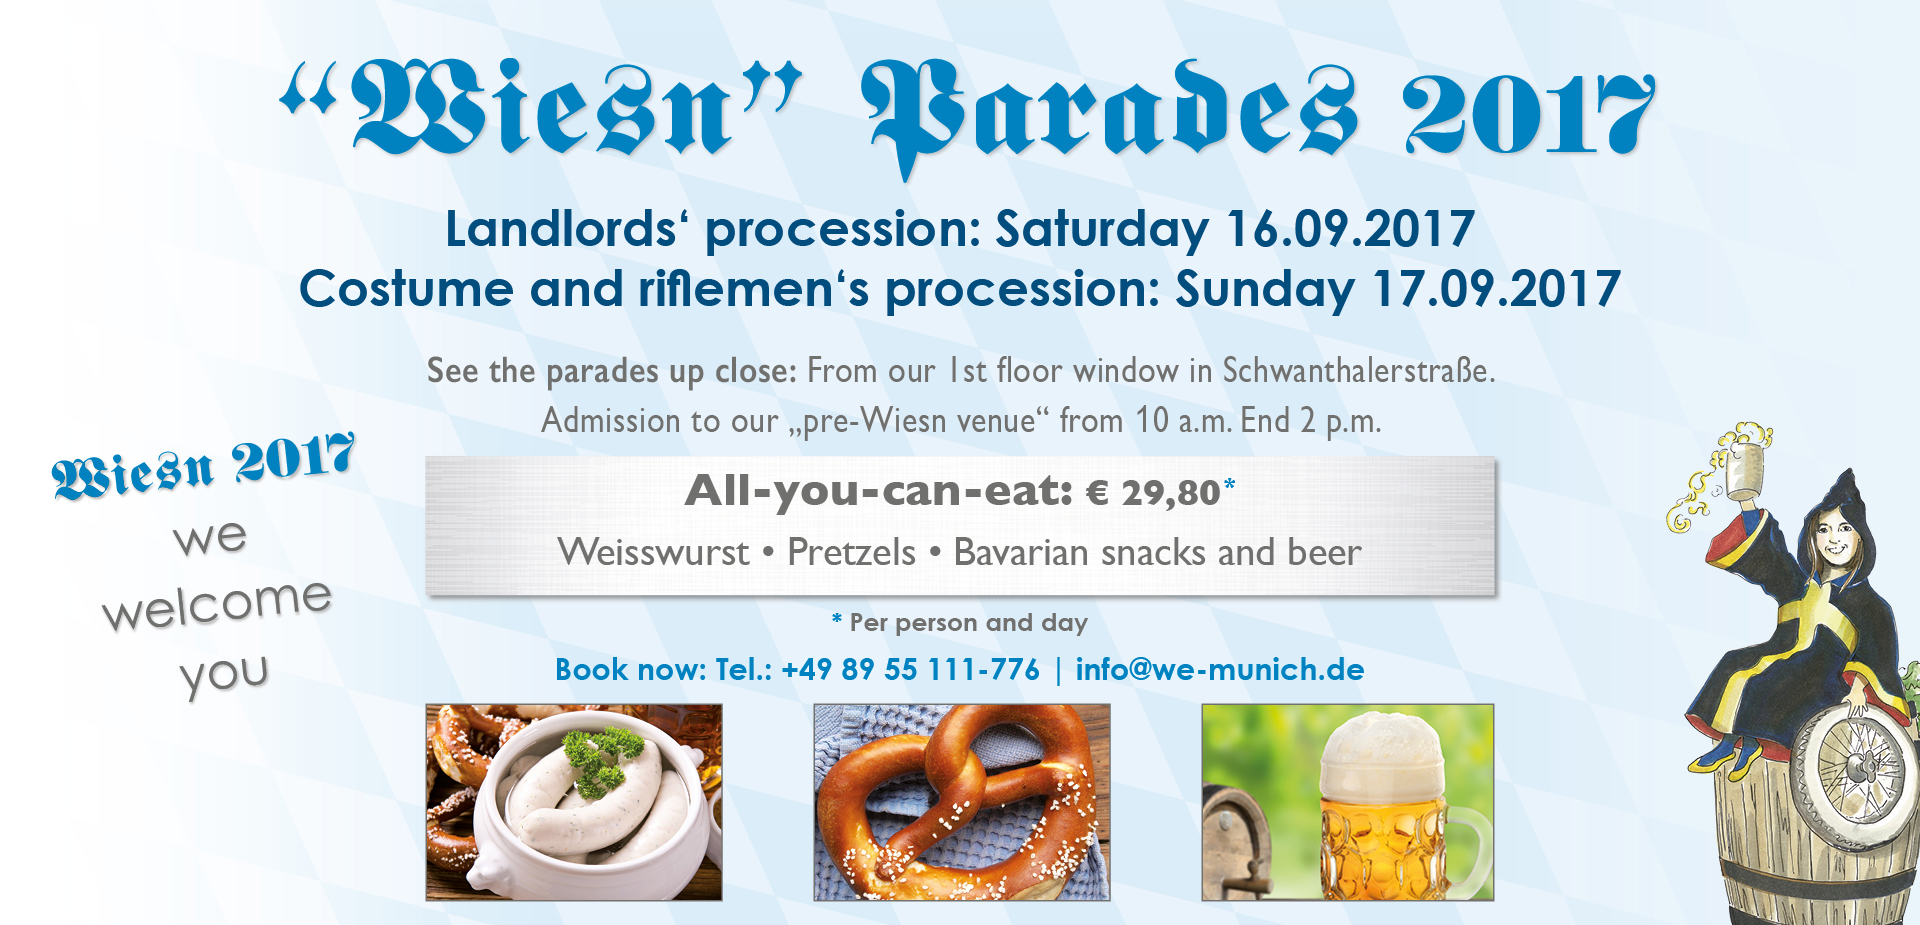 “Wiesn” Parades 2017
Landlords‘ procession: Saturday 16.09.2017
Costume and riflemen‘s procession: Sunday 17.09.2017
See the parades up close: From our 1st floor window in Schwanthalerstraße.
Admission to our „pre-Wiesn venue“ from 10 a.m. End 2 p.m.
All-you-can-eat: € 29,80*
Weisswurst • Pretzels • Bavarian snacks and beer
* Per person and day
Book now: Tel.: +49 89 55 111-776 | info@we-munich.de
Wiesn 2017
we
welcome
you